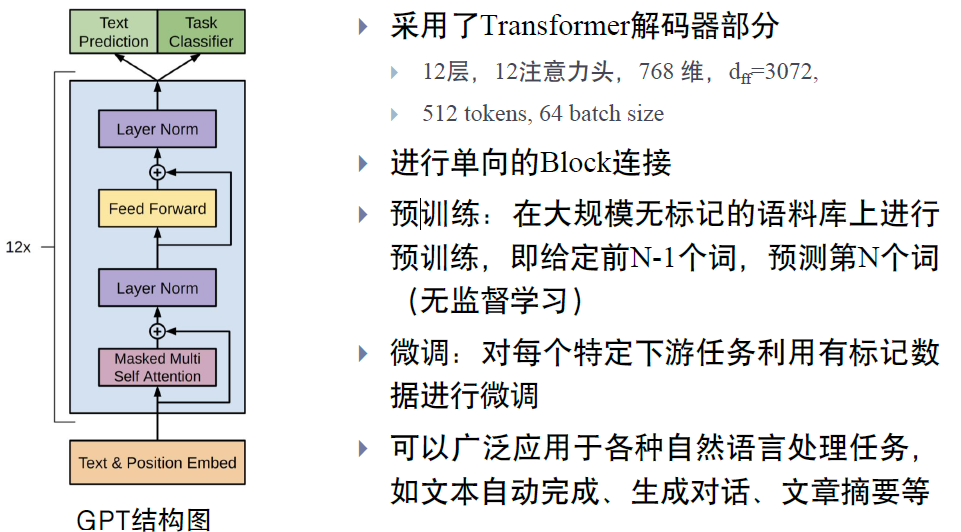 Text
Prediction
Task
Classifier
Layer Norm
Feed Forward
12x
Layer Norm
Masked Multi
Self Attention
Text & Position Embed
GPT结构图
采用了Transformer解码器部分
12层，12注意力头，768 维，dff=3072,
512 tokens, 64 batch size
进行单向的Block连接
预训练：在大规模无标记的语料库上进行
预训练，即给定前N-1个词，预测第N个词
（无监督学习）
微调：对每个特定下游任务利用有标记数
据进行微调
可以广泛应用于各种自然语言处理任务，
如文本自动完成、生成对话、文章摘要等